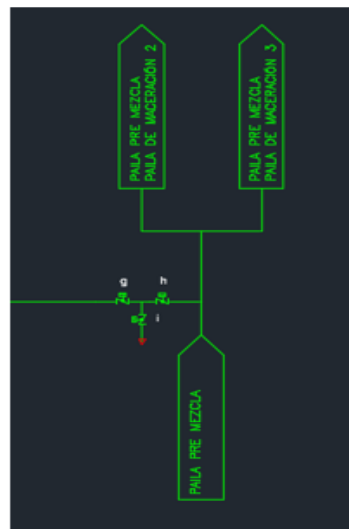 PAILA PRE MEZCLA
PAILA DE MACERACIÓN 2
PAILA PRE MEZCLA
PAILA DE MACERACIÓN 3
g
h
i
PAILA PRE MEZCLA